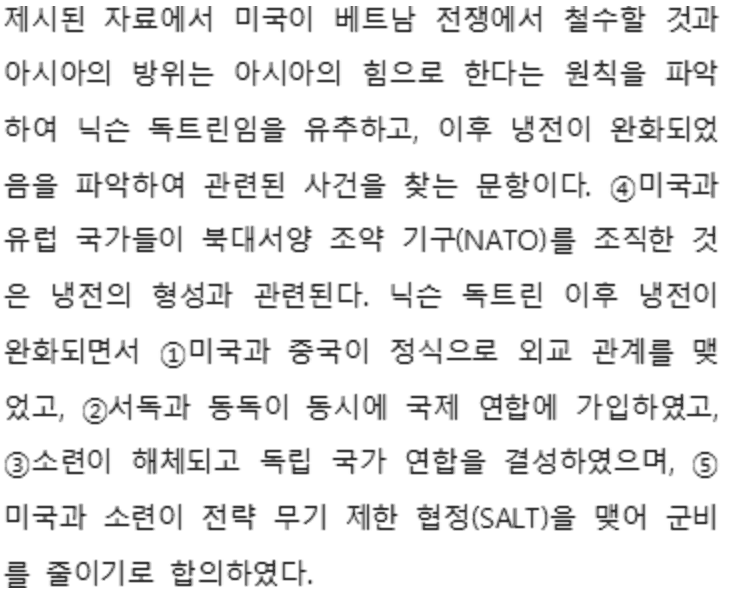 제시된 자료에서 미국이 베트남 전쟁에서 철수할 것과
아시아의 방위는 아시아의 힘으로 한다는 원칙을 파악
하여 닉슨 독트린임을 유추하고, 이후 냉전이 완화되었
음을 파악하여 관련된 사건을 찾는 문항이다. ④미국과
유럽 국가들이 북대서양 조약 기구(NATO)를 조직한 것
은 냉전의 형성과 관련된다. 닉슨 독트린 이후 냉전이
완화되면서 ①미국과 중국이 정식으로 외교 관계를 맺
었고, ②서독과 동독이 동시에 국제 연합에 가입하였고,
③소련이 해체되고 독립 국가 연합을 결성하였으며, ⑤
미국과 소련이 전략 무기 제한 협정(SALT)을 맺어 군비
를 줄이기로 합의하였다.